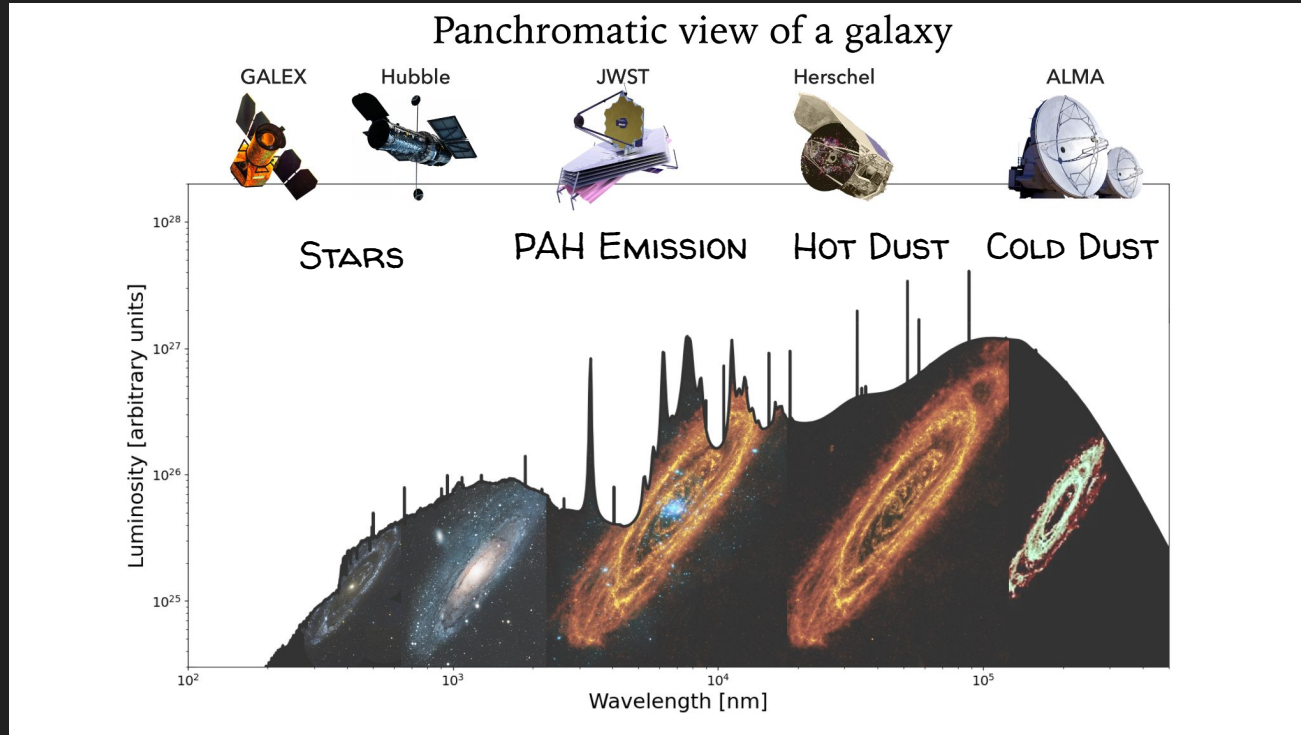 Panchromatic view of a galaxy
GALEX Hubble JWST Herschel ALMA
Stars PAH Emission Hot Dust Cold Dust
Luminosity [arbitrary units]
10²⁸
10²⁷
10²⁶
10²⁵
10² 10³ 10⁴ 10⁵
Wavelength [nm]